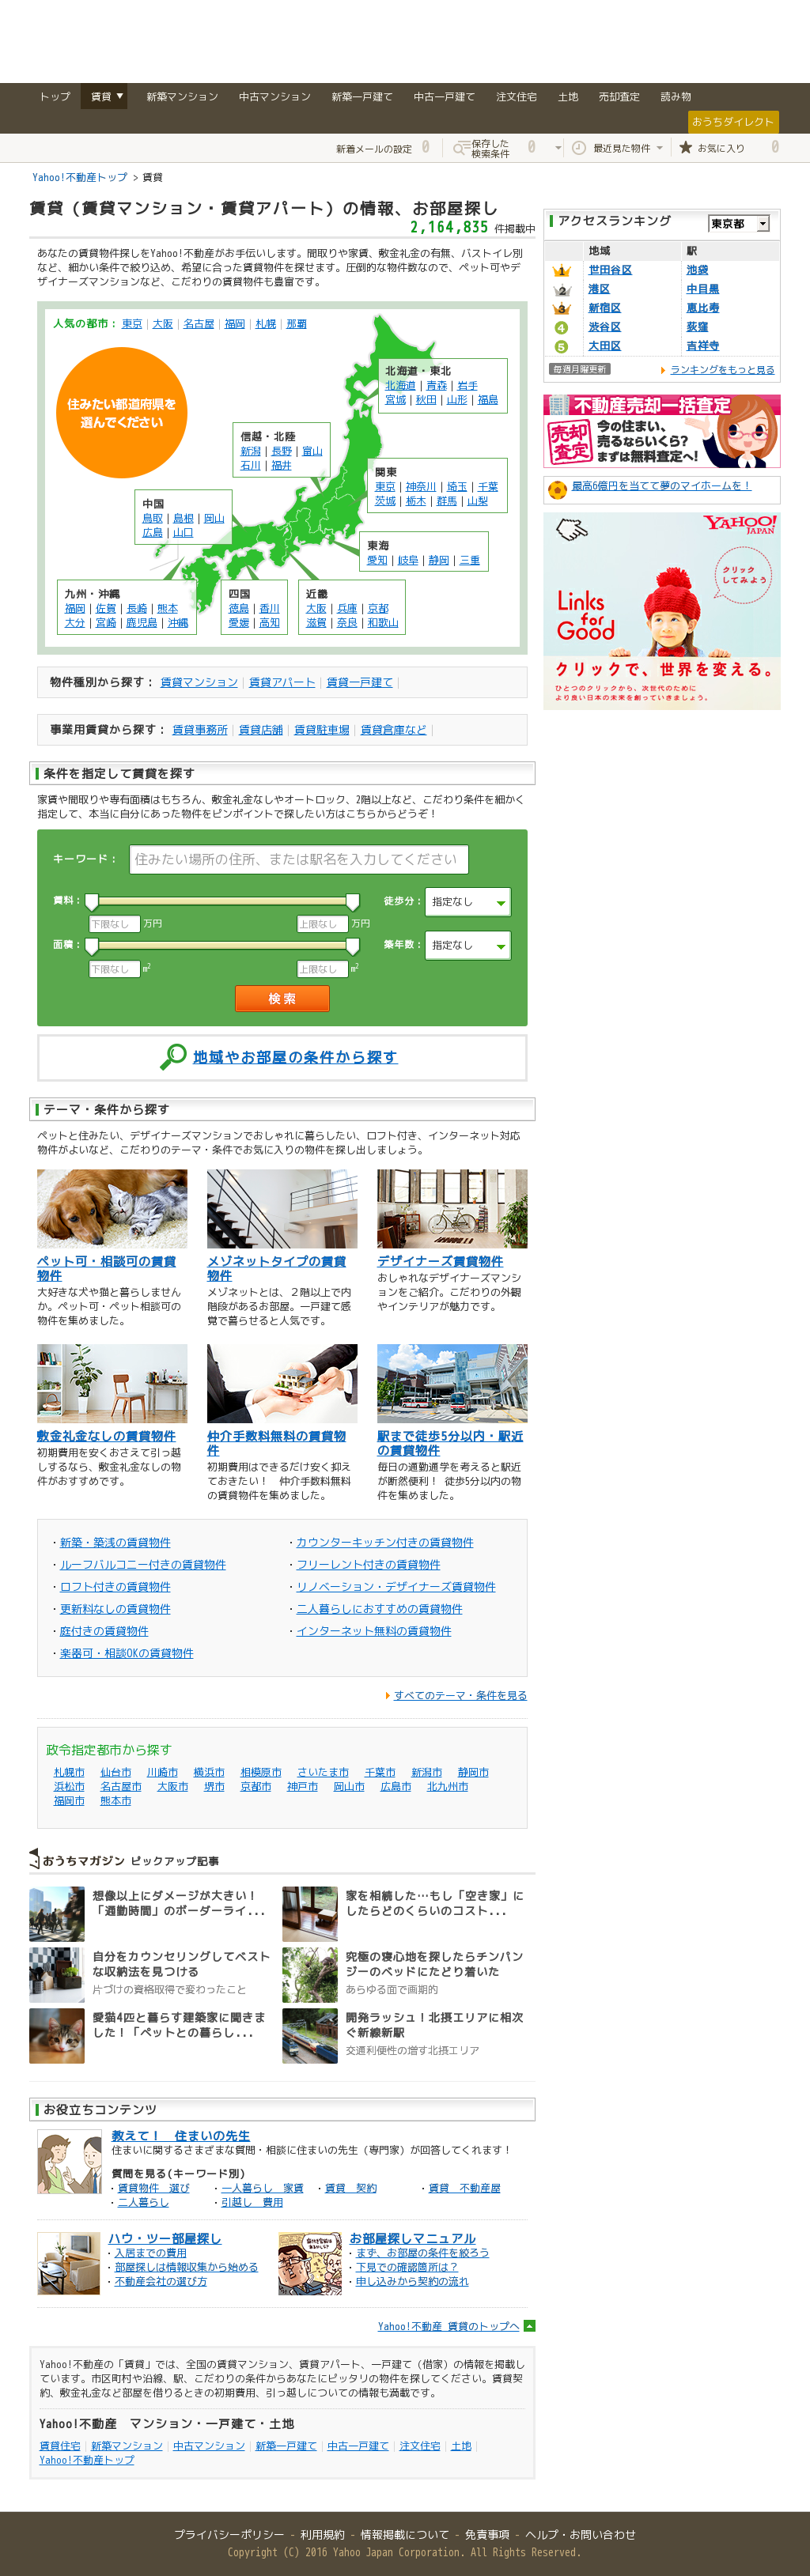 トップ 賃貸 ▼ 新築マンション 中古マンション 新築一戸建て 中古一戸建て 注文住宅 土地 売却査定 読み物
おうちダイレクト
新着メールの設定 0 保存した検索条件 0 最近見た物件 お気に入り 0
Yahoo!不動産トップ > 賃貸
賃貸（賃貸マンション・賃貸アパート）の情報、お部屋探し
2,164,835 件掲載中
あなたの賃貸物件探しをYahoo!不動産がお手伝いします。間取りや家賃、敷金礼金の有無、バストイレ別
など、細かい条件で絞り込め、希望に合った賃貸物件を探せます。圧倒的な物件数なので、ペット可やデ
ザイナーズマンションなど、こだわりの賃貸物件も豊富です。
人気の都市： 東京 大阪 名古屋 福岡 札幌 那覇
住みたい都道府県を
選んでください
北海道・東北
北海道 | 青森 | 岩手
宮城 | 秋田 | 山形 | 福島
信越・北陸
新潟 | 長野 | 富山
石川 | 福井
関東
東京 | 神奈川 | 埼玉 | 千葉
茨城 | 栃木 | 群馬 | 山梨
中国
鳥取 | 島根 | 岡山
広島 | 山口
東海
愛知 | 岐阜 | 静岡 | 三重
九州・沖縄
福岡 | 佐賀 | 長崎 | 熊本
大分 | 宮崎 | 鹿児島 | 沖縄
四国
徳島 | 香川
愛媛 | 高知
近畿
大阪 | 兵庫 | 京都
滋賀 | 奈良 | 和歌山
物件種別から探す： 賃貸マンション 賃貸アパート 賃貸一戸建て
事業用賃貸から探す： 賃貸事務所 賃貸店舗 賃貸駐車場 賃貸倉庫など
条件を指定して賃貸を探す
家賃や間取りや専有面積はもちろん、敷金礼金なしやオートロック、2階以上など、こだわり条件を細かく
指定して、本当に自分にあった物件をピンポイントで探したい方はこちらからどうぞ！
キーワード： 住みたい場所の住所、または駅名を入力してください
賃料： 下限なし 万円 上限なし 万円 徒歩分： 指定なし
面積： 下限なし m2 上限なし m2 築年数： 指定なし
検索
地域やお部屋の条件から探す
テーマ・条件から探す
ペットと住みたい、デザイナーズマンションでおしゃれに暮らしたい、ロフト付き、インターネット対応
物件がよいなど、こだわりのテーマ・条件でお気に入りの物件を探し出しましょう。
ペット可・相談可の賃貸
物件
大好きな犬や猫と暮らしません
か。ペット可・ペット相談可の
物件を集めました。
メゾネットタイプの賃貸
物件
メゾネットとは、２階以上で内
階段があるお部屋。一戸建て感
覚で暮らせると人気です。
デザイナーズ賃貸物件
おしゃれなデザイナーズマンシ
ョンをご紹介。こだわりの外観
やインテリアが魅力です。
敷金礼金なしの賃貸物件
初期費用を安くおさえて引っ越
しするなら、敷金礼金なしの物
件がおすすめです。
仲介手数料無料の賃貸物
件
初期費用はできるだけ安く抑え
ておきたい！ 仲介手数料無料
の賃貸物件を集めました。
駅まで徒歩5分以内・駅近
の賃貸物件
毎日の通勤通学を考えると駅近
が断然便利！ 徒歩5分以内の物
件を集めました。
・新築・築浅の賃貸物件
・カウンターキッチン付きの賃貸物件
・ルーフバルコニー付きの賃貸物件
・フリーレント付きの賃貸物件
・ロフト付きの賃貸物件
・リノベーション・デザイナーズ賃貸物件
・更新料なしの賃貸物件
・二人暮らしにおすすめの賃貸物件
・庭付きの賃貸物件
・インターネット無料の賃貸物件
・楽器可・相談OKの賃貸物件
すべてのテーマ・条件を見る
政令指定都市から探す
札幌市 仙台市 川崎市 横浜市 相模原市 さいたま市 千葉市 新潟市 静岡市
浜松市 名古屋市 大阪市 堺市 京都市 神戸市 岡山市 広島市 北九州市
福岡市 熊本市
おうちマガジン ピックアップ記事
想像以上にダメージが大きい！
「通勤時間」のボーダーライ...
家を相続した…もし「空き家」に
したらどのくらいのコスト...
自分をカウンセリングしてベスト
な収納法を見つける
片づけの資格取得で変わったこと
究極の寝心地を探したらチンパン
ジーのベッドにたどり着いた
あらゆる面で画期的
愛猫4匹と暮らす建築家に聞きま
した！「ペットとの暮らし...
開発ラッシュ！北摂エリアに相次
ぐ新線新駅
交通利便性の増す北摂エリア
お役立ちコンテンツ
教えて！ 住まいの先生
住まいに関するさまざまな質問・相談に住まいの先生（専門家）が回答してくれます！
質問を見る(キーワード別)
・賃貸物件 選び ・一人暮らし 家賃 ・賃貸 契約 ・賃貸 不動産屋
・二人暮らし ・引越し 費用
ハウ・ツー部屋探し
・入居までの費用
・部屋探しは情報収集から始める
・不動産会社の選び方
お部屋探しマニュアル
・まず、お部屋の条件を絞ろう
・下見での確認箇所は？
・申し込みから契約の流れ
Yahoo!不動産 賃貸のトップへ
Yahoo!不動産の「賃貸」では、全国の賃貸マンション、賃貸アパート、一戸建て（借家）の情報を掲載し
ています。市区町村や沿線、駅、こだわりの条件からあなたにピッタリの物件を探してください。賃貸契
約、敷金礼金など部屋を借りるときの初期費用、引っ越しについての情報も満載です。
Yahoo!不動産 マンション・一戸建て・土地
賃貸住宅 新築マンション 中古マンション 新築一戸建て 中古一戸建て 注文住宅 土地
Yahoo!不動産トップ
アクセスランキング 東京都
地域 駅
1 世田谷区 池袋
2 港区 中目黒
3 新宿区 恵比寿
4 渋谷区 荻窪
5 大田区 吉祥寺
毎週月曜更新 ランキングをもっと見る
不動産売却一括査定
売却査定
今の住まい、
売るならいくら？
まずは無料査定へ！
最高6億円を当てて夢のマイホームを！
YAHOO! JAPAN
クリックしてみよう
Links for Good
クリックで、世界を変える。
ひとつのクリックから、次世代のために
より良い日本の未来を創っていきましょう。
プライバシーポリシー - 利用規約 - 情報掲載について - 免責事項 - ヘルプ・お問い合わせ
Copyright (C) 2016 Yahoo Japan Corporation. All Rights Reserved.